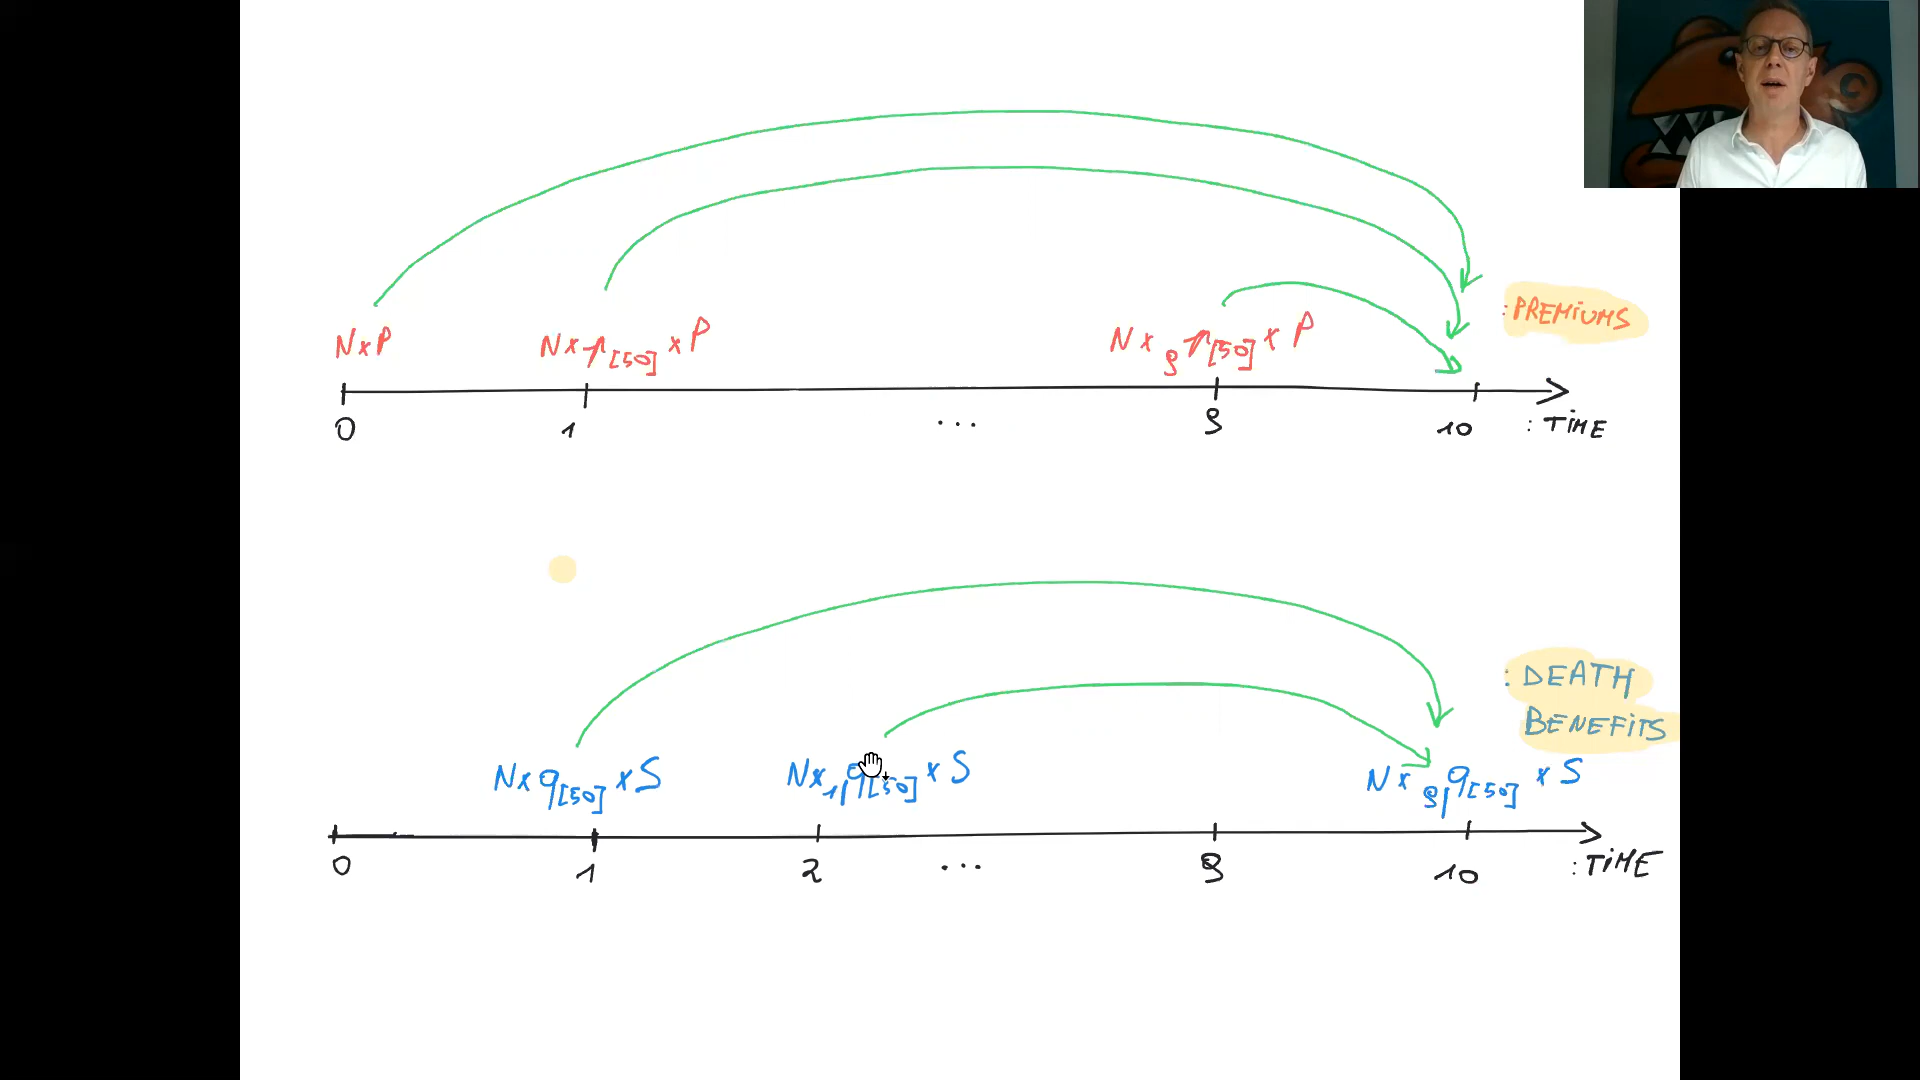 N x P N x p[50] x P N x 9p[50] x P : PREMIUMS
0 1 ... 9 10 : TIME
: DEATH
BENEFITS
N x q[50] x S N x 1|q[50] x S N x 9|q[50] x S
0 1 2 ... 9 10 : TIME